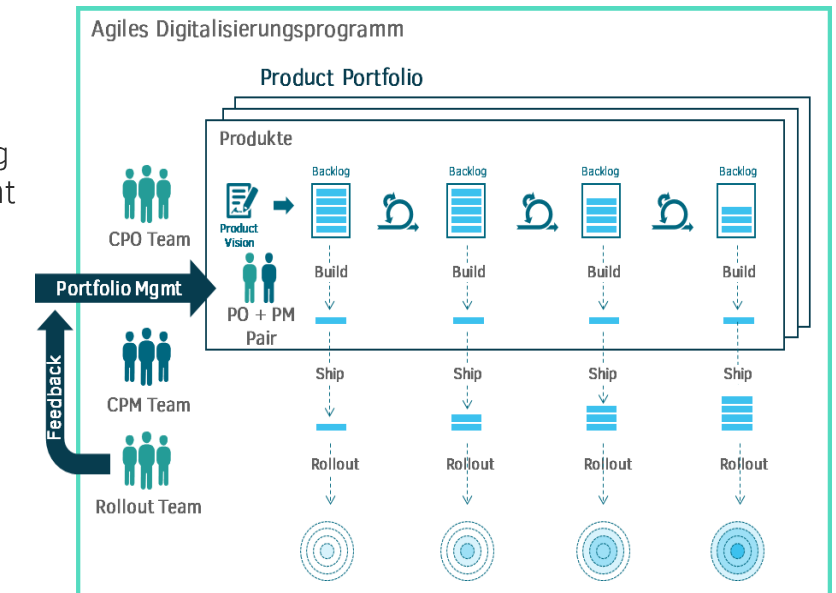 Agiles Digitalisierungsprogramm
Product Portfolio
Produkte
Backlog Backlog Backlog Backlog
Product
Vision
CPO Team
Build Build Build Build
Portfolio Mgmt
PO + PM
Pair
Feedback
Ship Ship Ship Ship
CPM Team
Rollout Rollout Rollout Rollout
Rollout Team